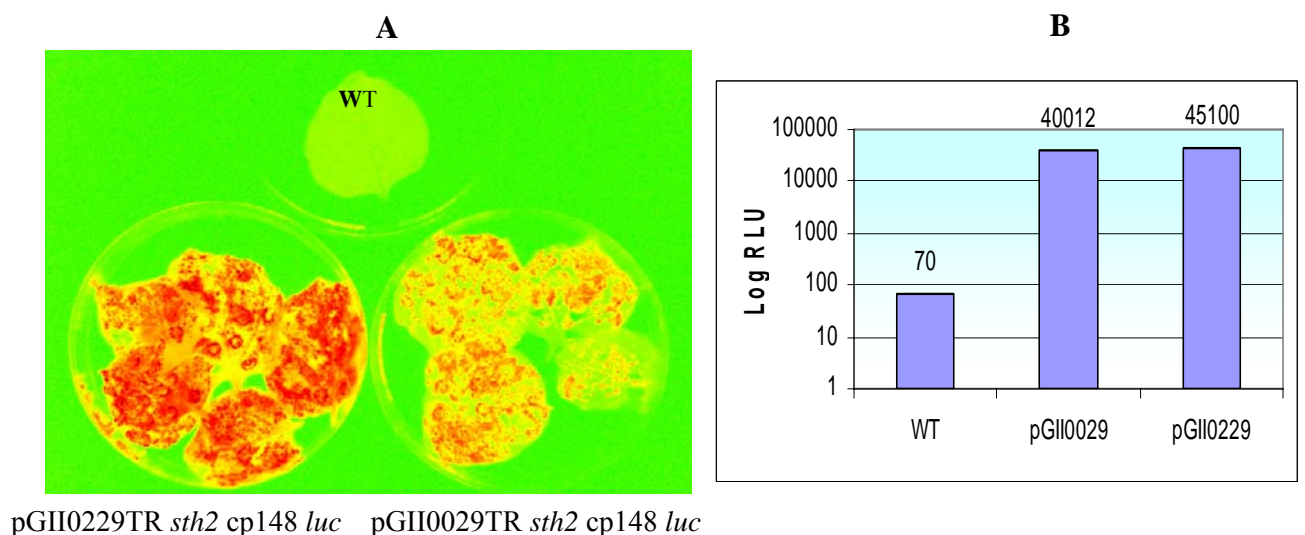 A
B
WT
pGII0229TR sth2 cp148 luc
pGII0029TR sth2 cp148 luc
Log RLU
100000
10000
1000
100
10
1
70
40012
45100
WT
pGII0029
pGII0229